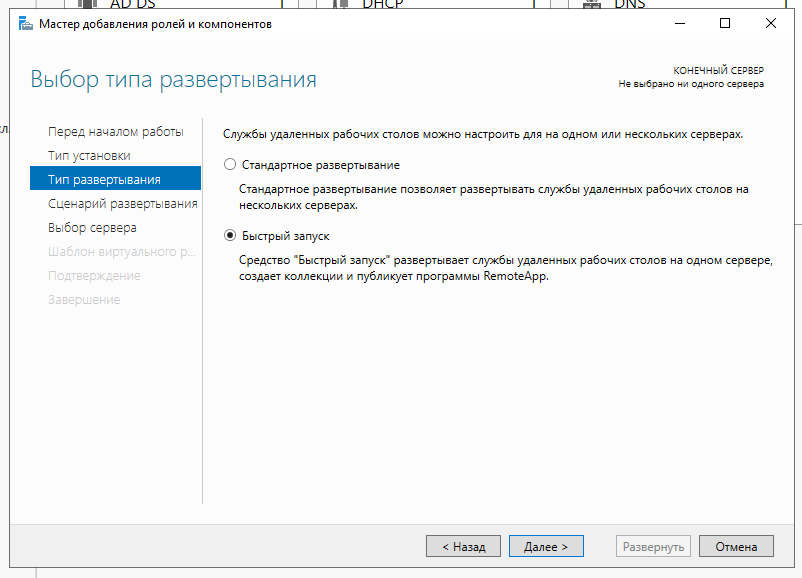 AD DS
DHCP
DNS
Мастер добавления ролей и компонентов
Выбор типа развертывания
КОНЕЧНЫЙ СЕРВЕР
Не выбрано ни одного сервера
Перед началом работы
Тип установки
Тип развертывания
Сценарий развертывания
Выбор сервера
Шаблон виртуального р...
Подтверждение
Завершение
Службы удаленных рабочих столов можно настроить для на одном или нескольких серверах.
Стандартное развертывание
Стандартное развертывание позволяет развертывать службы удаленных рабочих столов на
нескольких серверах.
Быстрый запуск
Средство "Быстрый запуск" развертывает службы удаленных рабочих столов на одном сервере,
создает коллекции и публикует программы RemoteApp.
< Назад
Далее >
Развернуть
Отмена